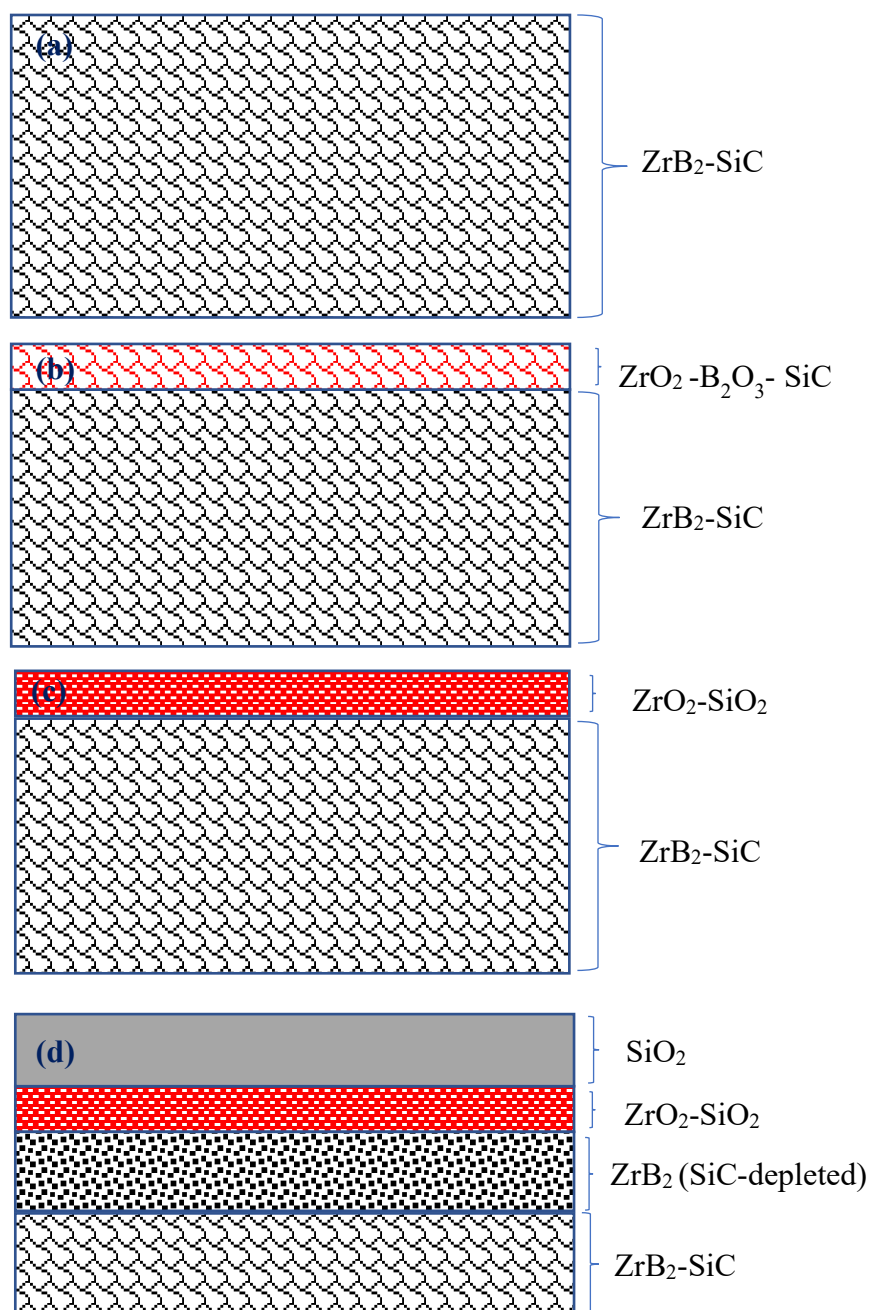 (a)
ZrB₂-SiC
(b)
ZrO₂ -B₂O₃- SiC
ZrB₂-SiC
(c)
ZrO₂-SiO₂
ZrB₂-SiC
(d)
SiO₂
ZrO₂-SiO₂
ZrB₂ (SiC-depleted)
ZrB₂-SiC